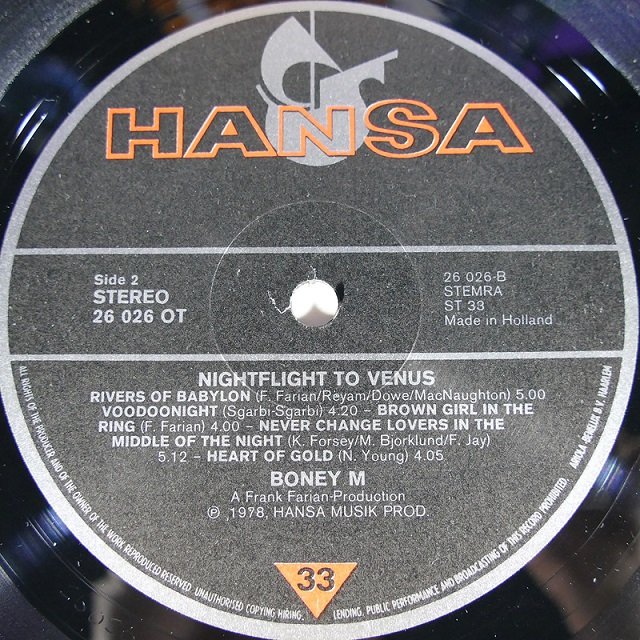 HANSA
Side 2
STEREO
26 026 OT
26 026-B
STEMRA
ST 33
Made in Holland
NIGHTFLIGHT TO VENUS
RIVERS OF BABYLON (F. Farian/Reyam/Dowe/MacNaughton) 5.00
VOODOONIGHT (Sgarbi-Sgarbi) 4.20 – BROWN GIRL IN THE
RING (F. Farian) 4.00 – NEVER CHANGE LOVERS IN THE
MIDDLE OF THE NIGHT (K. Forsey/M. Bjorklund/F. Jay)
5.12 – HEART OF GOLD (N. Young) 4.05
BONEY M
A Frank Farian-Production
℗ 1978, HANSA MUSIK PROD.
33
ALL RIGHTS OF THE PRODUCER AND OF THE OWNER OF THE WORK REPRODUCED RESERVED. UNAUTHORISED COPYING HIRING, LENDING, PUBLIC PERFORMANCE AND BROADCASTING OF THIS RECORD PROHIBITED. ARIOLA-BENELUX B.V. HAARLEM